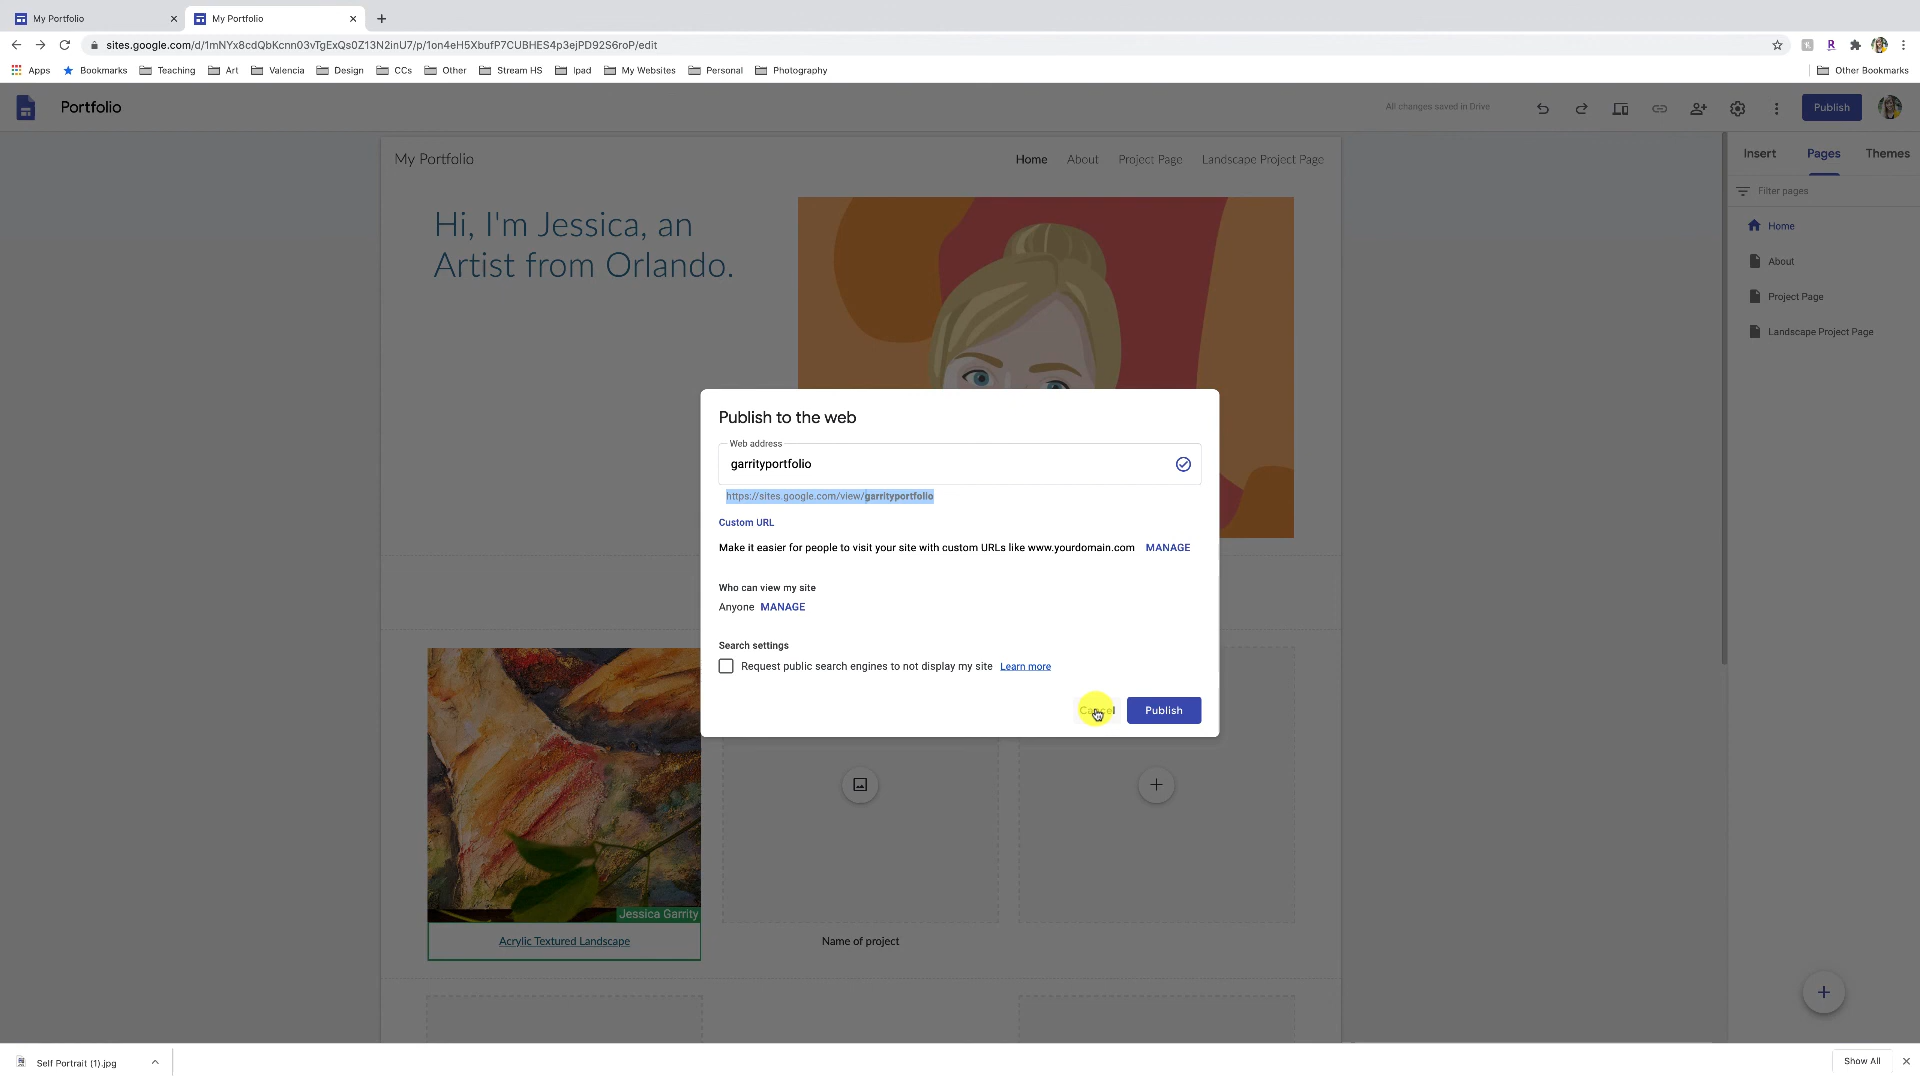 My Portfolio
My Portfolio
sites.google.com/d/1mNYx8cdQbKcnn03vTgExQs0Z13N2inU7/p/1on4eH5XbufP7CUBHES4p3ejPD92S6roP/edit
Apps Bookmarks Teaching Art Valencia Design CCs Other Stream HS Ipad My Websites Personal Photography Other Bookmarks
Portfolio
All changes saved in Drive
Publish
My Portfolio
Home About Project Page Landscape Project Page
Insert Pages Themes
Filter pages
Home
About
Project Page
Landscape Project Page
Hi, I'm Jessica, an
Artist from Orlando.
Publish to the web
Web address
garrityportfolio
https://sites.google.com/view/garrityportfolio
Custom URL
Make it easier for people to visit your site with custom URLs like www.yourdomain.com MANAGE
Who can view my site
Anyone MANAGE
Search settings
Request public search engines to not display my site Learn more
Cancel Publish
Jessica Garrity
Acrylic Textured Landscape
Name of project
Self Portrait (1).jpg
Show All